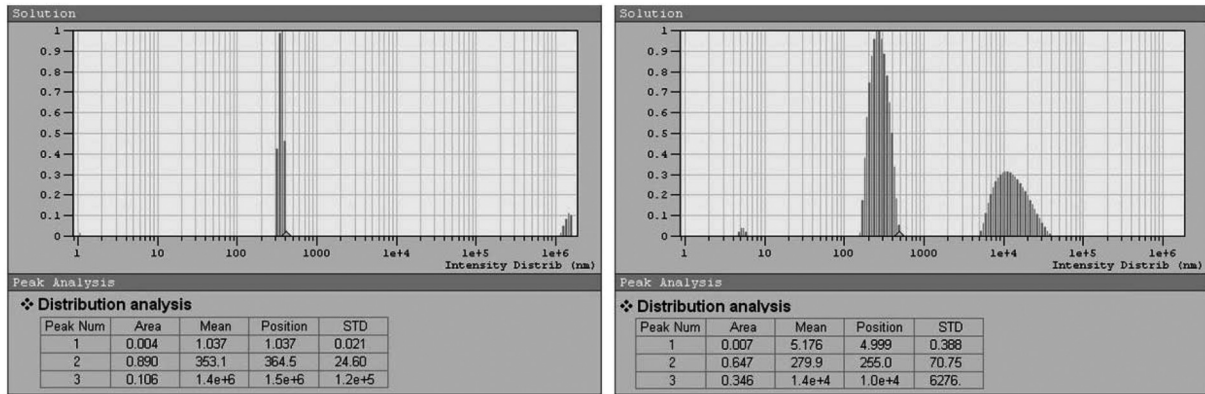 Solution
1
0.9
0.8
0.7
0.6
0.5
0.4
0.3
0.2
0.1
0
1 10 100 1000 1e+4 1e+5 1e+6
Intensity Distrib (nm)
Peak Analysis
❖ Distribution analysis
Peak Num Area Mean Position STD
1 0.004 1.037 1.037 0.021
2 0.890 353.1 364.5 24.60
3 0.106 1.4e+6 1.5e+6 1.2e+5
Solution
1
0.9
0.8
0.7
0.6
0.5
0.4
0.3
0.2
0.1
0
1 10 100 1000 1e+4 1e+5 1e+6
Intensity Distrib (nm)
Peak Analysis
❖ Distribution analysis
Peak Num Area Mean Position STD
1 0.007 5.176 4.999 0.388
2 0.647 279.9 255.0 70.75
3 0.346 1.4e+4 1.0e+4 6276.